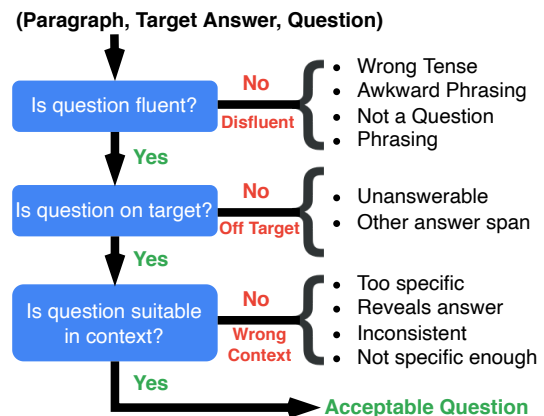 (Paragraph, Target Answer, Question)
Is question fluent?
No
Disfluent
• Wrong Tense
• Awkward Phrasing
• Not a Question
• Phrasing
Yes
Is question on target?
No
Off Target
• Unanswerable
• Other answer span
Yes
Is question suitable
in context?
No
Wrong
Context
• Too specific
• Reveals answer
• Inconsistent
• Not specific enough
Yes
Acceptable Question